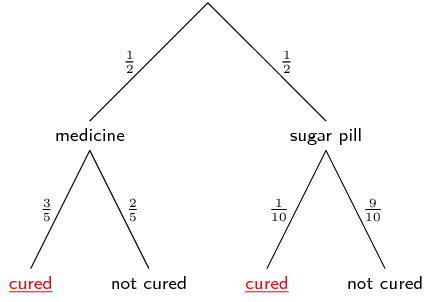 1/2 1/2
medicine sugar pill
3/5 2/5 1/10 9/10
cured not cured cured not cured